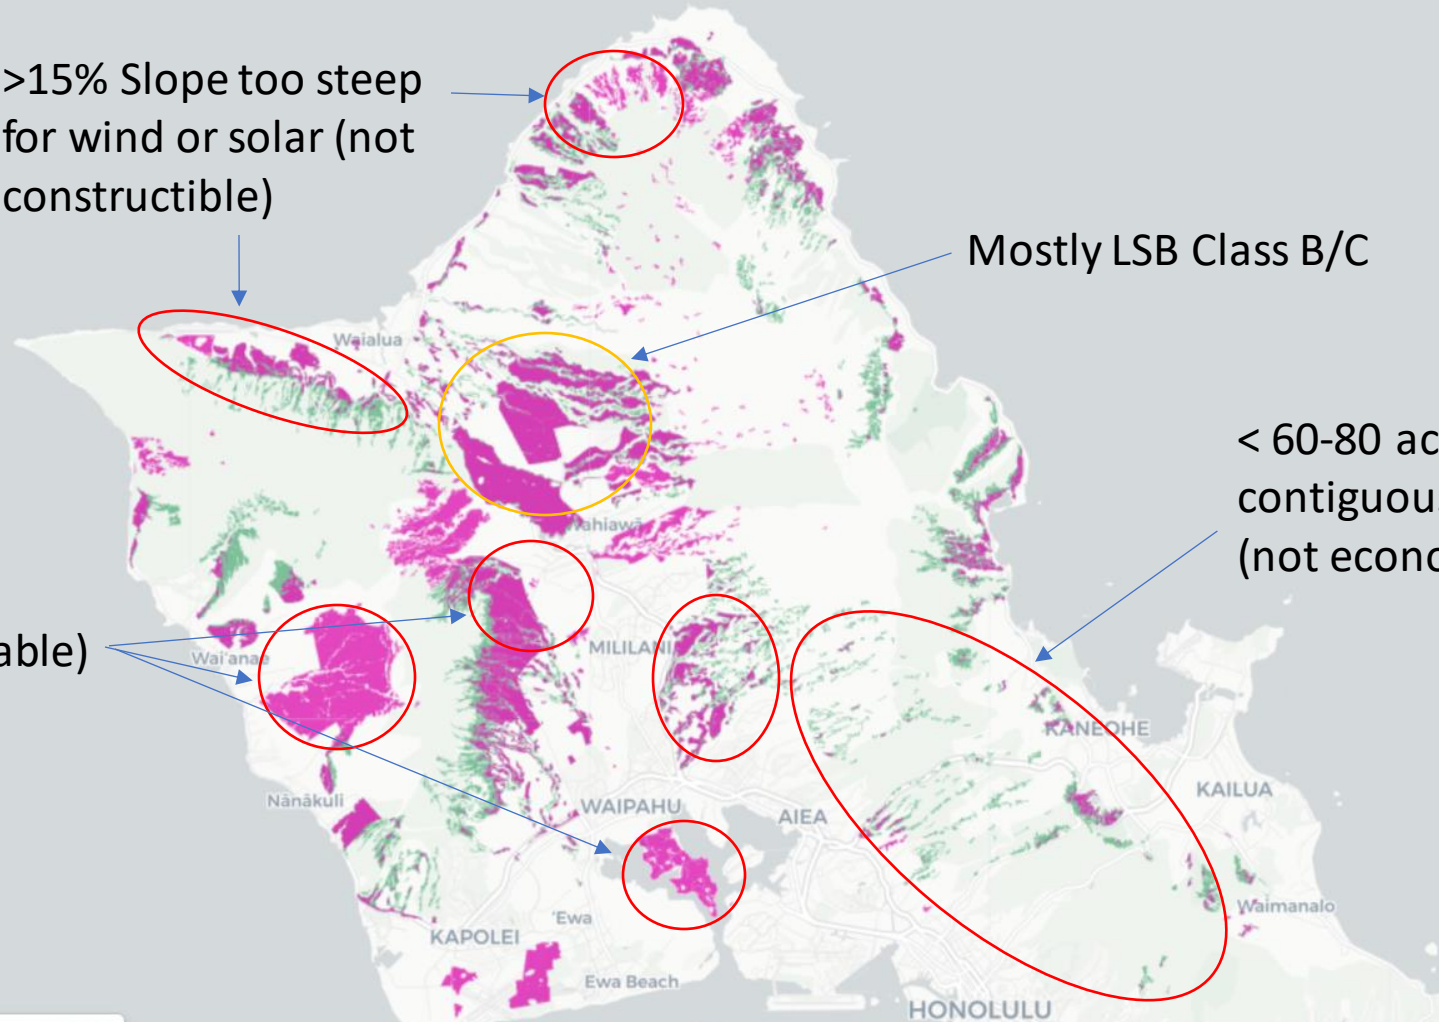 >15% Slope too steep
for wind or solar (not
constructible)
Mostly LSB Class B/C
Waialua
< 60-80 ac
contiguou
(not econo
Wahiawā
able)
MILILANI
Wai'anae
KANEOHE
Nānākuli
WAIPAHU
AIEA
KAILUA
'Ewa
KAPOLEI
Waimanalo
Ewa Beach
HONOLULU